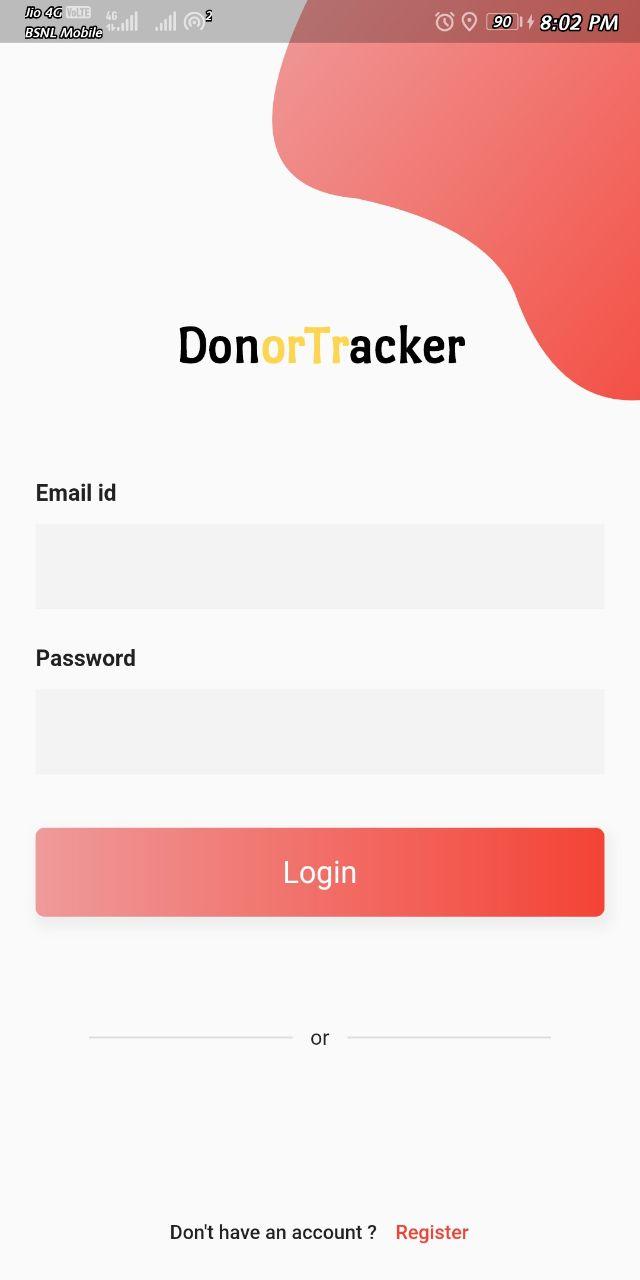 Jio 4G VoLTE
BSNL Mobile
4G
2
90
8:02 PM
DonorTracker
Email id
Password
Login
or
Don't have an account ? Register